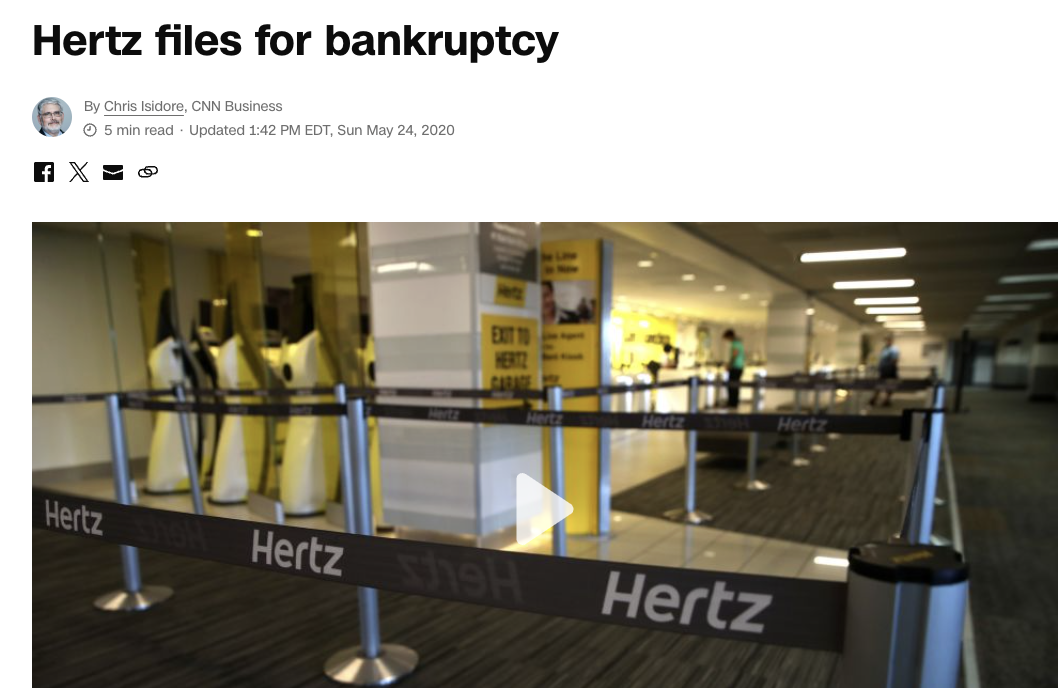 Hertz files for bankruptcy
By Chris Isidore, CNN Business
5 min read · Updated 1:42 PM EDT, Sun May 24, 2020
Hertz
EXIT TO
HERTZ
GARAGE
Hertz Hertz Hertz Hertz
Hertz Hertz Hertz